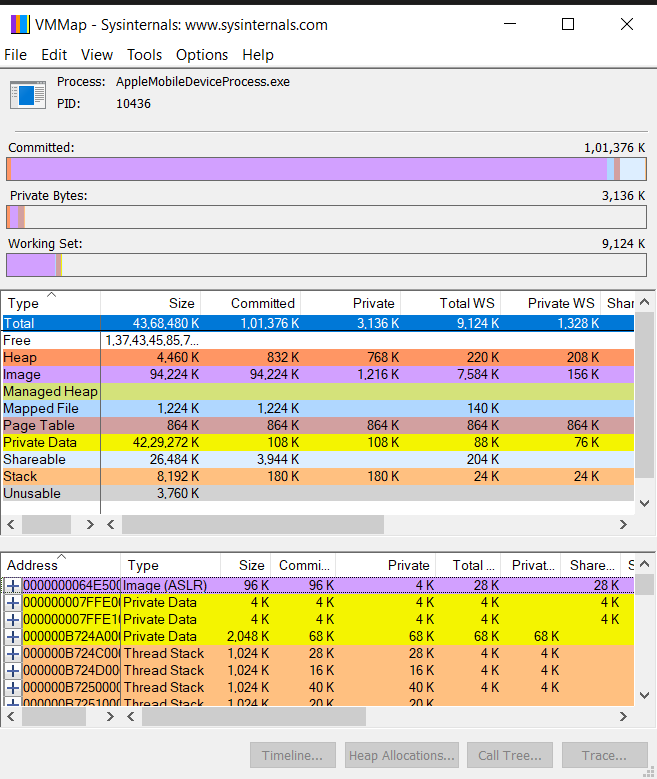 VMMap - Sysinternals: www.sysinternals.com
File Edit View Tools Options Help
Process: AppleMobileDeviceProcess.exe
PID: 10436
Committed: 1,01,376 K
Private Bytes: 3,136 K
Working Set: 9,124 K
Type Size Committed Private Total WS Private WS Shar
Total 43,68,480 K 1,01,376 K 3,136 K 9,124 K 1,328 K
Free 1,37,43,45,85,7...
Heap 4,460 K 832 K 768 K 220 K 208 K
Image 94,224 K 94,224 K 1,216 K 7,584 K 156 K
Managed Heap
Mapped File 1,224 K 1,224 K 140 K
Page Table 864 K 864 K 864 K 864 K 864 K
Private Data 42,29,272 K 108 K 108 K 88 K 76 K
Shareable 26,484 K 3,944 K 204 K
Stack 8,192 K 180 K 180 K 24 K 24 K
Unusable 3,760 K
Address Type Size Commi... Private Total ... Privat... Share... S
0000000064E500 Image (ASLR) 96 K 96 K 4 K 28 K 28 K
000000007FFE00 Private Data 4 K 4 K 4 K 4 K 4 K
000000007FFE10 Private Data 4 K 4 K 4 K 4 K 4 K
000000B724A000 Private Data 2,048 K 68 K 68 K 68 K 68 K
000000B724C000 Thread Stack 1,024 K 28 K 28 K 4 K 4 K
000000B724D000 Thread Stack 1,024 K 16 K 16 K 4 K 4 K
000000B7250000 Thread Stack 1,024 K 40 K 40 K 4 K 4 K
000000B7251000 Thread Stack 1,024 K 20 K 20 K
Timeline... Heap Allocations... Call Tree... Trace...